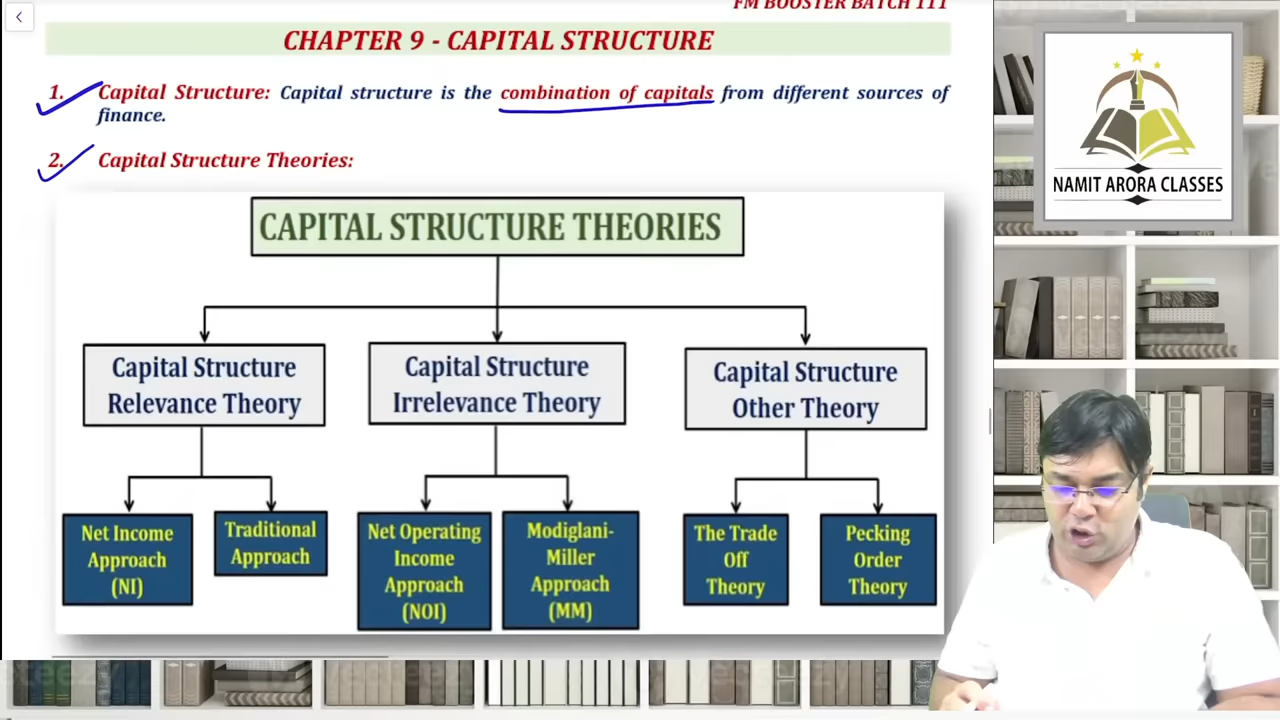 FM BOOSTER BATCH 111
CHAPTER 9 - CAPITAL STRUCTURE
1. Capital Structure: Capital structure is the combination of capitals from different sources of
finance.
2. Capital Structure Theories:
CAPITAL STRUCTURE THEORIES
Capital Structure
Relevance Theory
Capital Structure
Irrelevance Theory
Capital Structure
Other Theory
Net Income
Approach
(NI)
Traditional
Approach
Net Operating
Income
Approach
(NOI)
Modiglani-
Miller
Approach
(MM)
The Trade
Off
Theory
Pecking
Order
Theory
NAMIT ARORA CLASSES